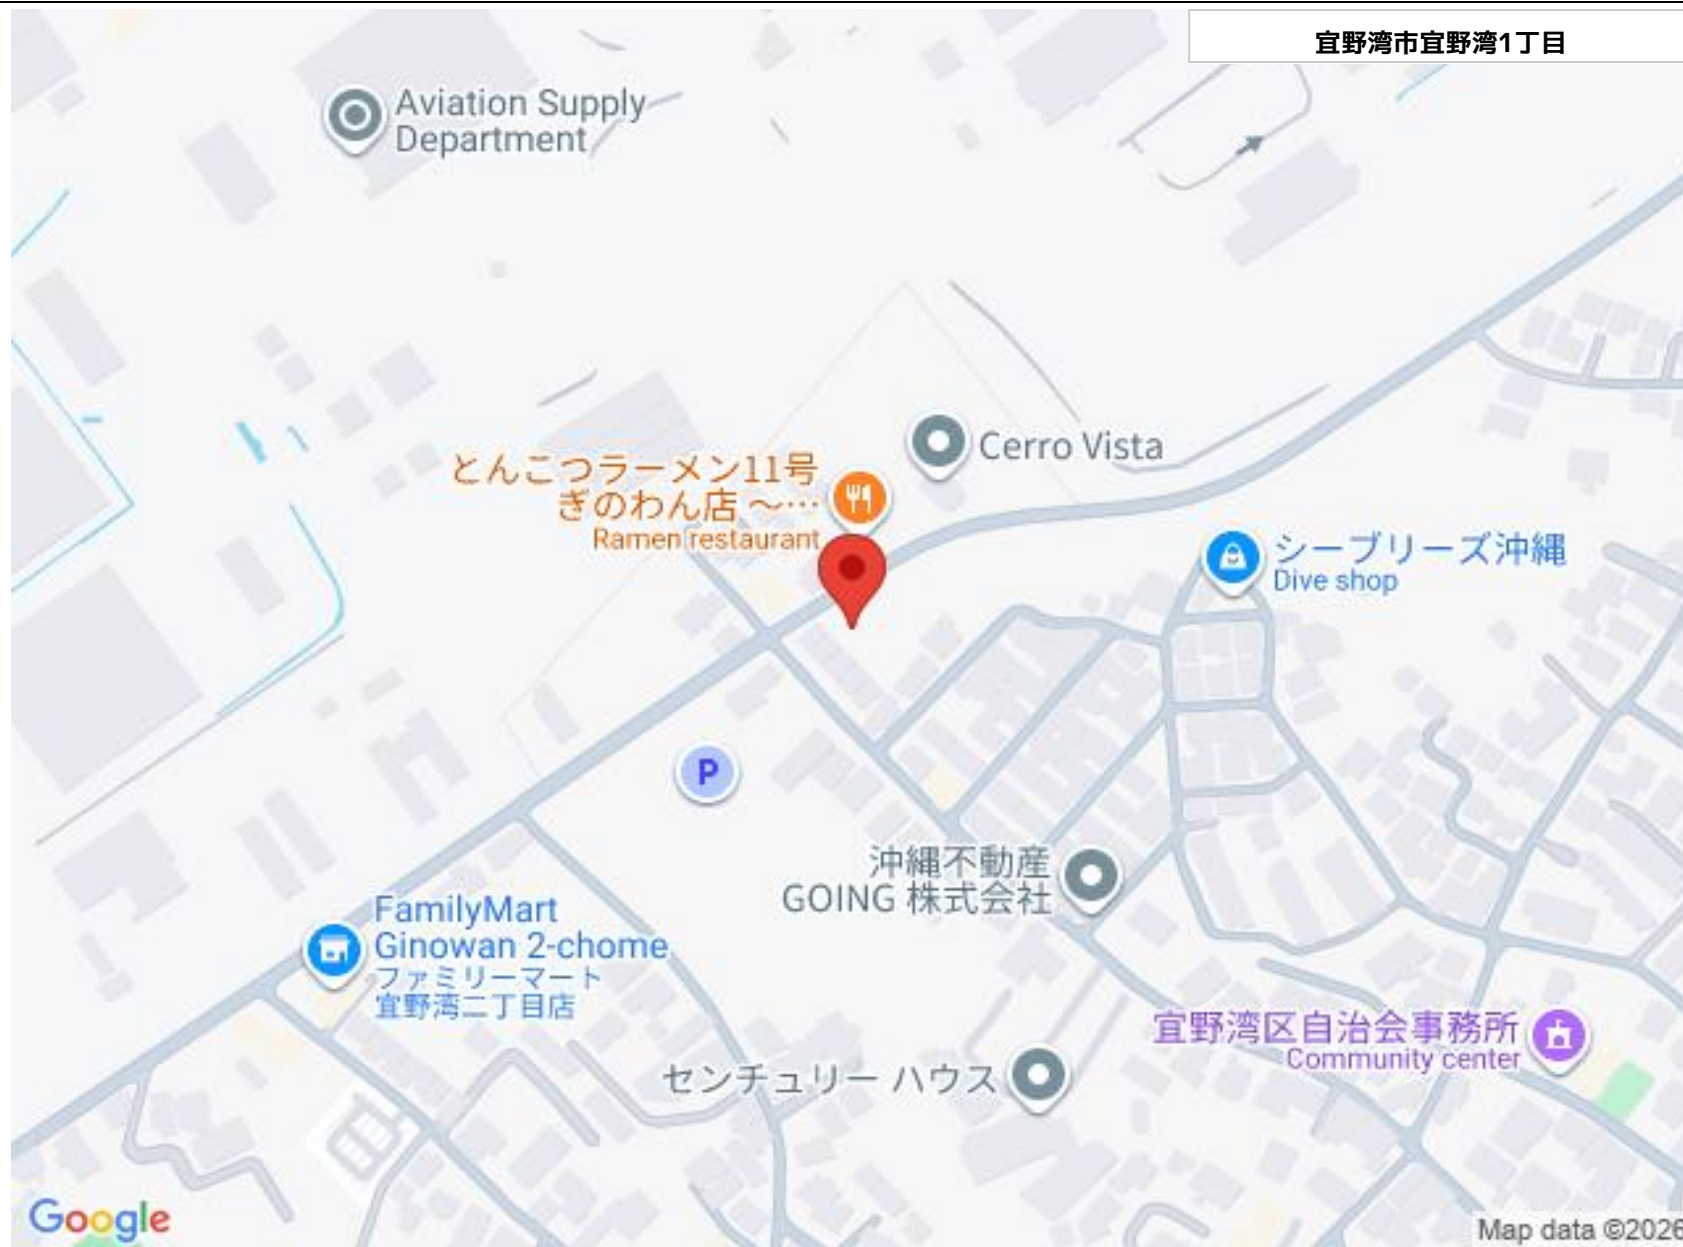 宜野湾市宜野湾1丁目
Aviation Supply
Department
Cerro Vista
とんこつラーメン11号
ぎのわん店 ～…
Ramen restaurant
シーブリーズ沖縄
Dive shop
P
沖縄不動産
GOING 株式会社
FamilyMart
Ginowan 2-chome
ファミリーマート
宜野湾二丁目店
宜野湾区自治会事務所
Community center
センチュリー ハウス
Google
Map data ©2026